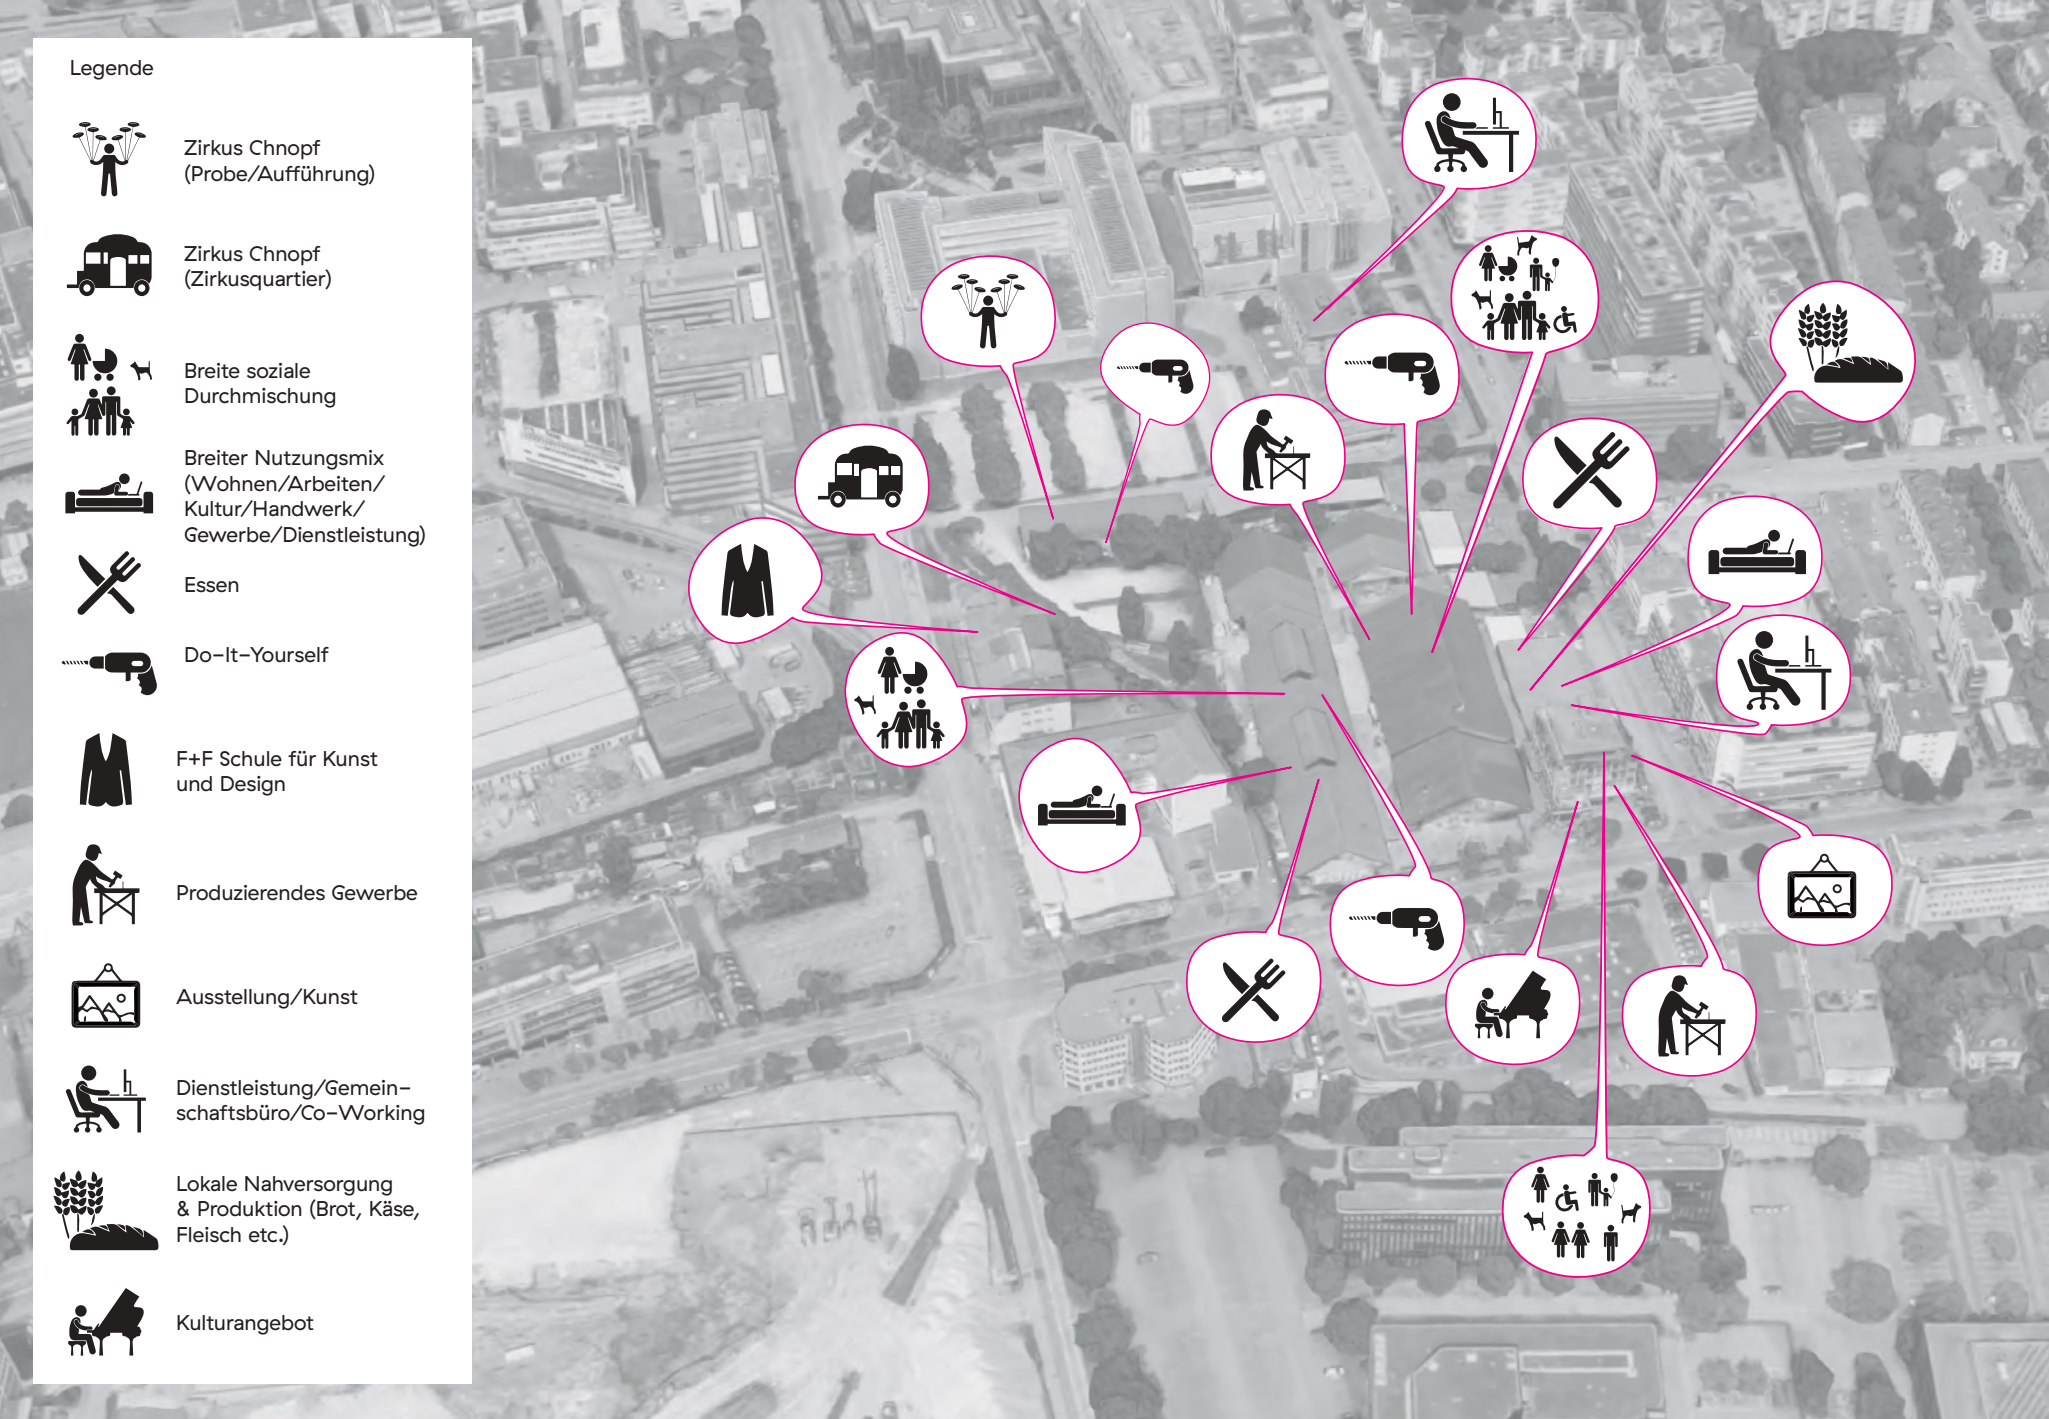 Legende
Zirkus Chnopf
(Probe/Aufführung)
Zirkus Chnopf
(Zirkusquartier)
Breite soziale
Durchmischung
Breiter Nutzungsmix
(Wohnen/Arbeiten/
Kultur/Handwerk/
Gewerbe/Dienstleistung)
Essen
Do-It-Yourself
F+F Schule für Kunst
und Design
Produzierendes Gewerbe
Ausstellung/Kunst
Dienstleistung/Gemein-
schaftsbüro/Co-Working
Lokale Nahversorgung
& Produktion (Brot, Käse,
Fleisch etc.)
Kulturangebot